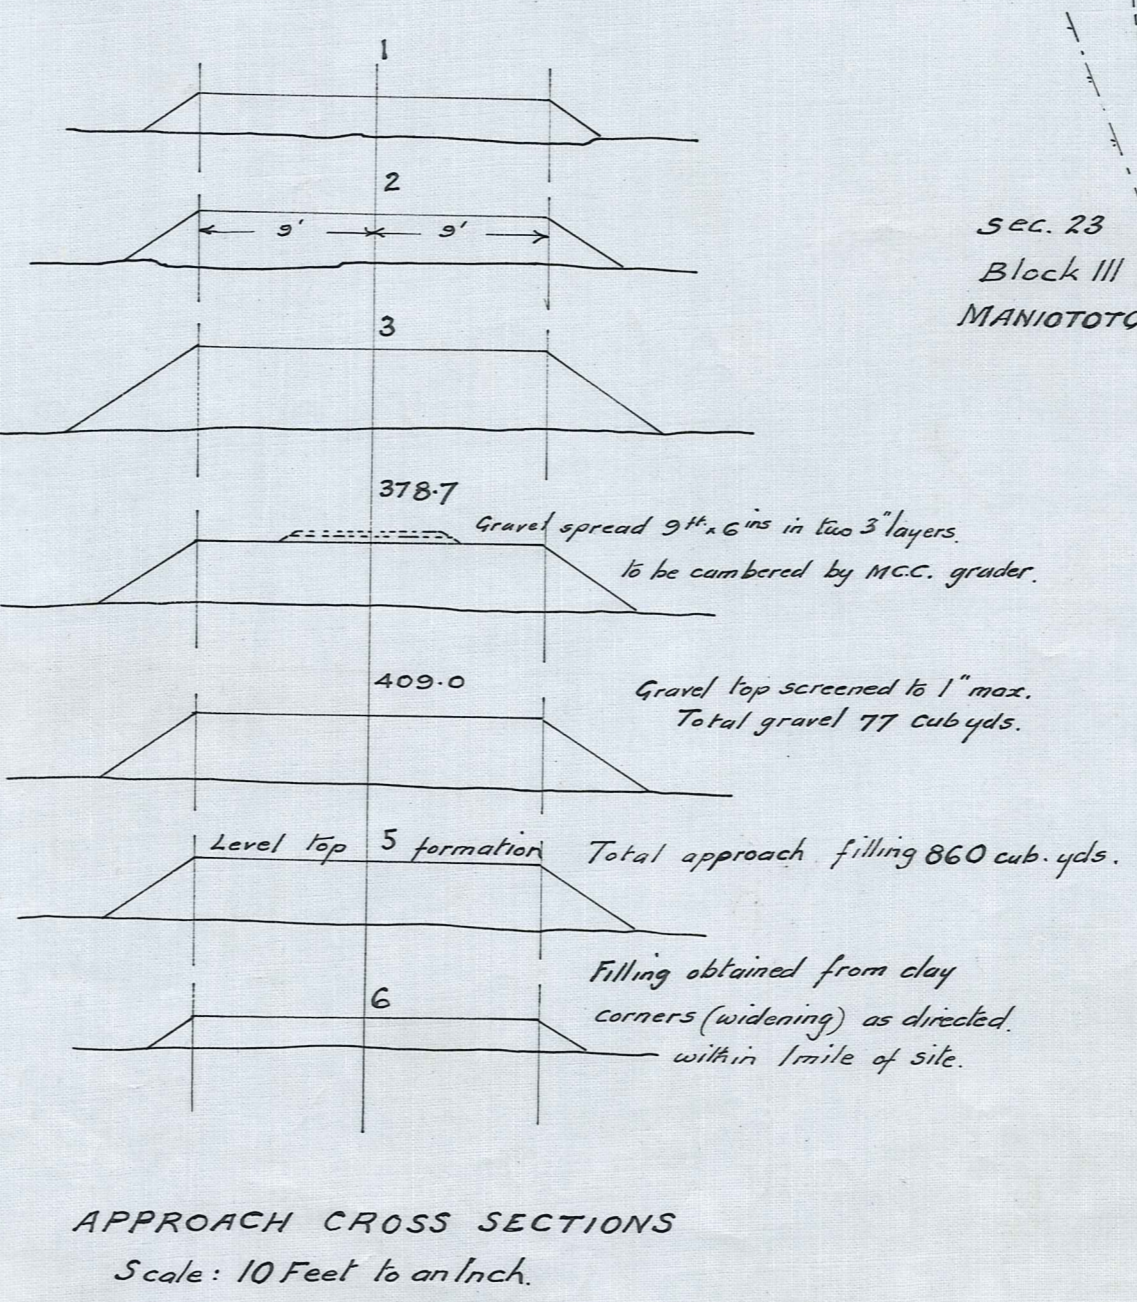 1
2
9' 9'
3
sec. 23
Block III
MANIOTOTO
378.7
Gravel spread 9ft. x 6 ins in two 3" layers.
to be cambered by M.C.C. grader.
409.0
Gravel top screened to 1" max.
Total gravel 77 cub yds.
Level top 5 formation Total approach filling 860 cub. yds.
Filling obtained from clay
6
corners (widening) as directed.
within 1 mile of site.
APPROACH CROSS SECTIONS
Scale: 10 Feet to an Inch.